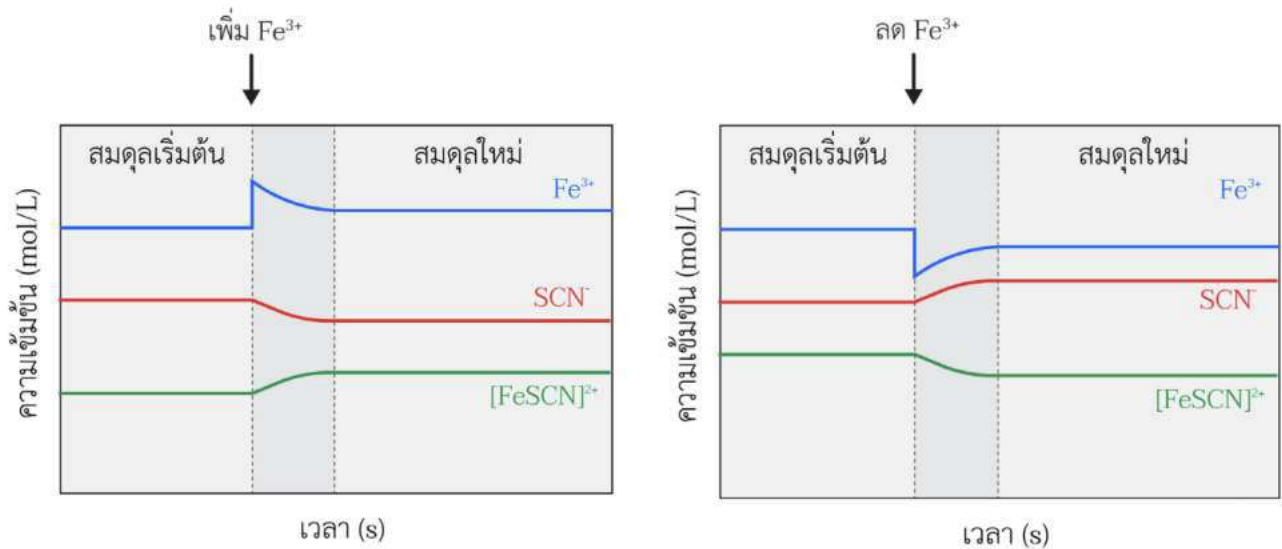 เพิ่ม Fe³⁺
สมดุลเริ่มต้น
สมดุลใหม่
Fe³⁺
SCN⁻
[FeSCN]²⁺
ความเข้มข้น (mol/L)
เวลา (s)
ลด Fe³⁺
สมดุลเริ่มต้น
สมดุลใหม่
Fe³⁺
SCN⁻
[FeSCN]²⁺
ความเข้มข้น (mol/L)
เวลา (s)